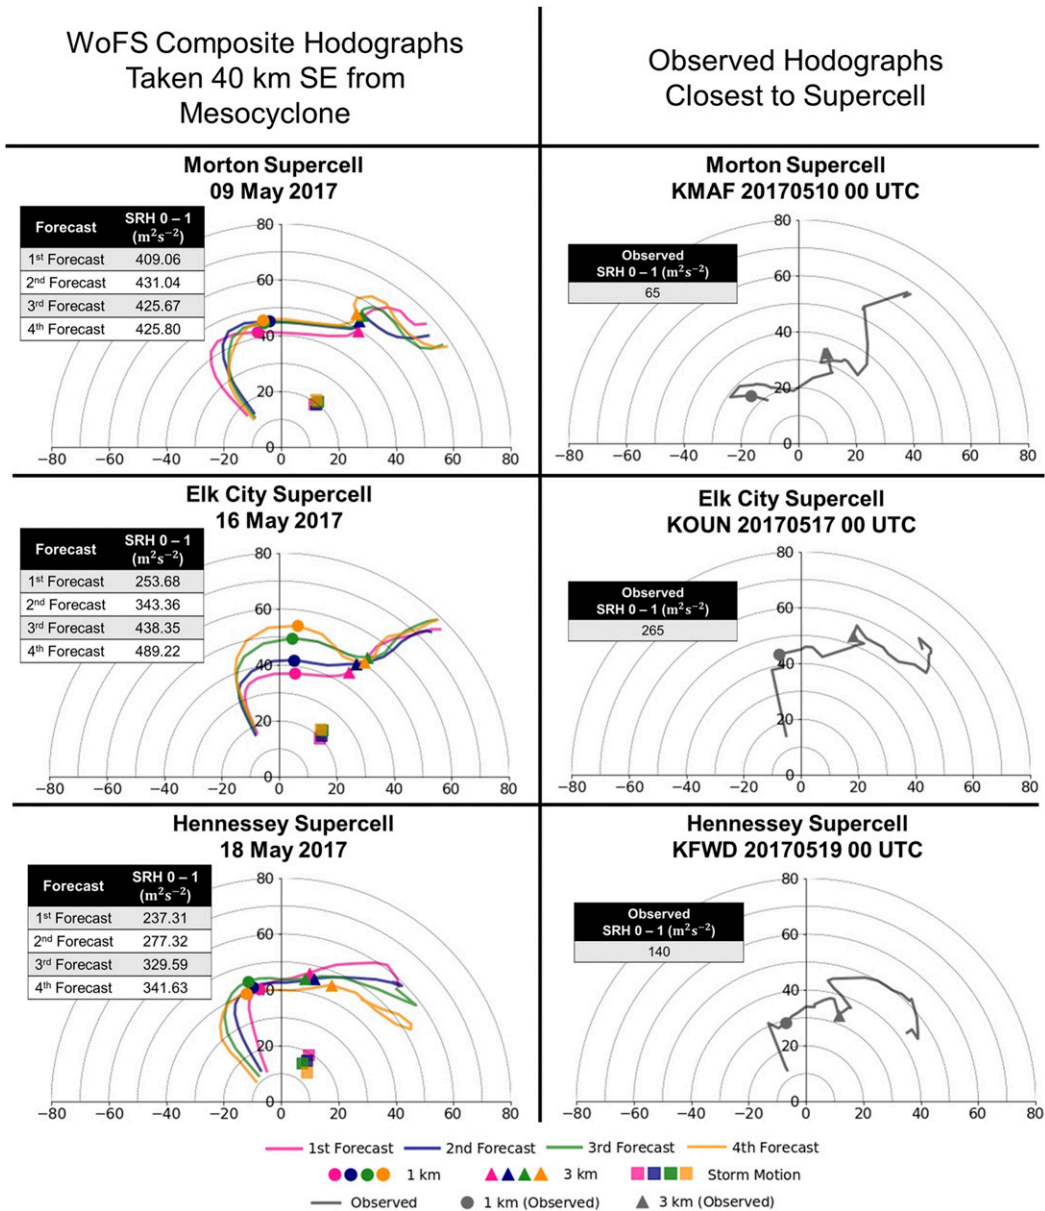 WoFS Composite Hodographs
Taken 40 km SE from
Mesocyclone
Observed Hodographs
Closest to Supercell
Morton Supercell
09 May 2017
Forecast SRH 0 – 1
(m²s⁻²)
1st Forecast 409.06
2nd Forecast 431.04
3rd Forecast 425.67
4th Forecast 425.80
80
60
40
20
0
−80 −60 −40 −20 0 20 40 60 80
Morton Supercell
KMAF 20170510 00 UTC
Observed
SRH 0 – 1 (m²s⁻²)
65
80
60
40
20
0
−80 −60 −40 −20 0 20 40 60 80
Elk City Supercell
16 May 2017
Forecast SRH 0 – 1
(m²s⁻²)
1st Forecast 253.68
2nd Forecast 343.36
3rd Forecast 438.35
4th Forecast 489.22
80
60
40
20
0
−80 −60 −40 −20 0 20 40 60 80
Elk City Supercell
KOUN 20170517 00 UTC
Observed
SRH 0 – 1 (m²s⁻²)
265
80
60
40
20
0
−80 −60 −40 −20 0 20 40 60 80
Hennessey Supercell
18 May 2017
Forecast SRH 0 – 1
(m²s⁻²)
1st Forecast 237.31
2nd Forecast 277.32
3rd Forecast 329.59
4th Forecast 341.63
80
60
40
20
0
−80 −60 −40 −20 0 20 40 60 80
Hennessey Supercell
KFWD 20170519 00 UTC
Observed
SRH 0 – 1 (m²s⁻²)
140
80
60
40
20
0
−80 −60 −40 −20 0 20 40 60 80
1st Forecast 2nd Forecast 3rd Forecast 4th Forecast
1 km 3 km Storm Motion
Observed 1 km (Observed) 3 km (Observed)